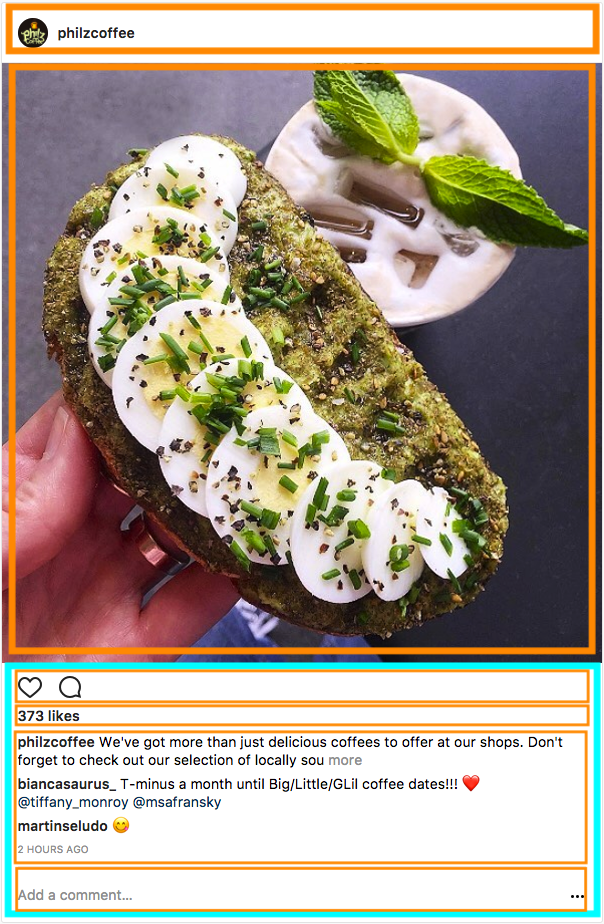 philz
coffee
philzcoffee
373 likes
philzcoffee We've got more than just delicious coffees to offer at our shops. Don't
forget to check out our selection of locally sou more
biancasaurus_ T-minus a month until Big/Little/GLil coffee dates!!! ❤️
@tiffany_monroy @msafransky
martinseludo 😋
2 HOURS AGO
Add a comment...